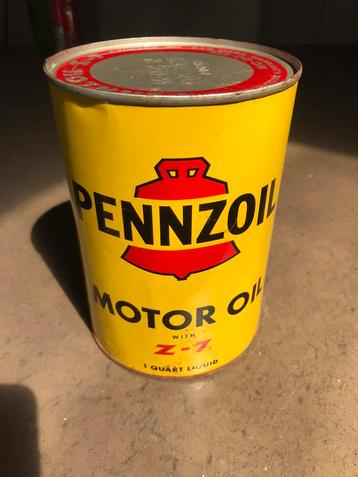 PENNZOIL
MOTOR OIL
WITH
Z-7
1 QUART LIQUID